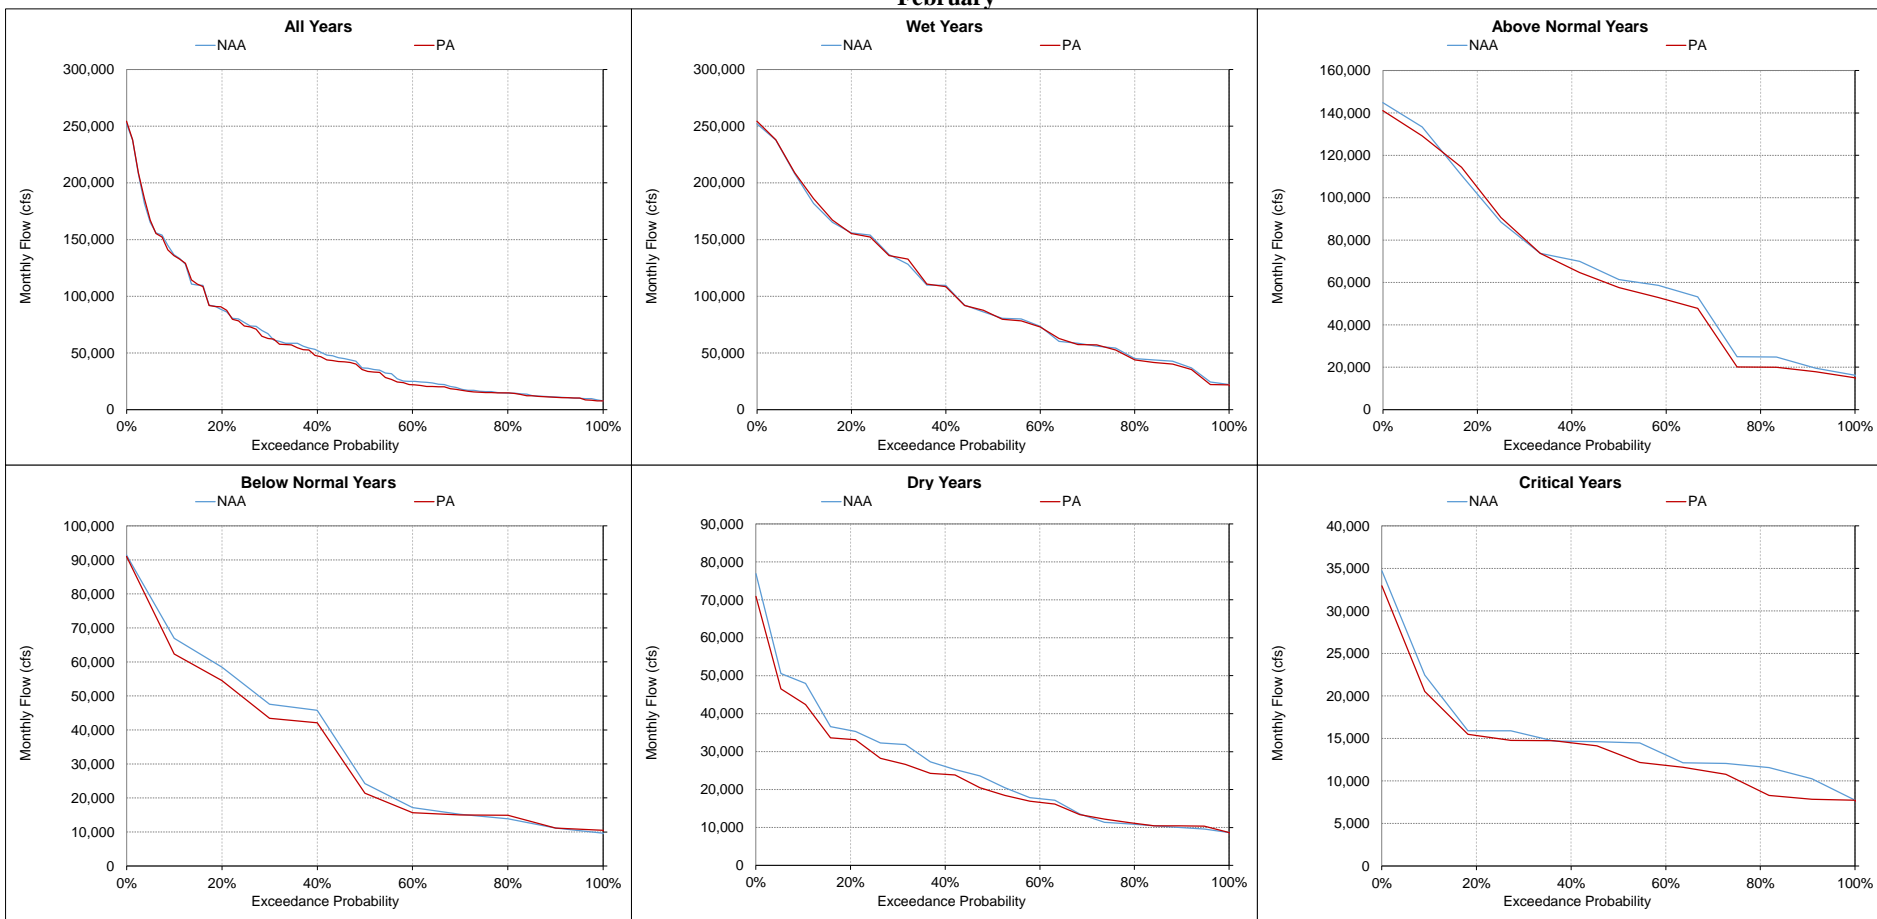 February
All Years
NAA PA
300,000
250,000
200,000
150,000
100,000
50,000
0
Monthly Flow (cfs)
0% 20% 40% 60% 80% 100%
Exceedance Probability
Wet Years
NAA PA
300,000
250,000
200,000
150,000
100,000
50,000
0
Monthly Flow (cfs)
0% 20% 40% 60% 80% 100%
Exceedance Probability
Above Normal Years
NAA PA
160,000
140,000
120,000
100,000
80,000
60,000
40,000
20,000
0
Monthly Flow (cfs)
0% 20% 40% 60% 80% 100%
Exceedance Probability
Below Normal Years
NAA PA
100,000
90,000
80,000
70,000
60,000
50,000
40,000
30,000
20,000
10,000
0
Monthly Flow (cfs)
0% 20% 40% 60% 80% 100%
Exceedance Probability
Dry Years
NAA PA
90,000
80,000
70,000
60,000
50,000
40,000
30,000
20,000
10,000
0
Monthly Flow (cfs)
0% 20% 40% 60% 80% 100%
Exceedance Probability
Critical Years
NAA PA
40,000
35,000
30,000
25,000
20,000
15,000
10,000
5,000
0
Monthly Flow (cfs)
0% 20% 40% 60% 80% 100%
Exceedance Probability